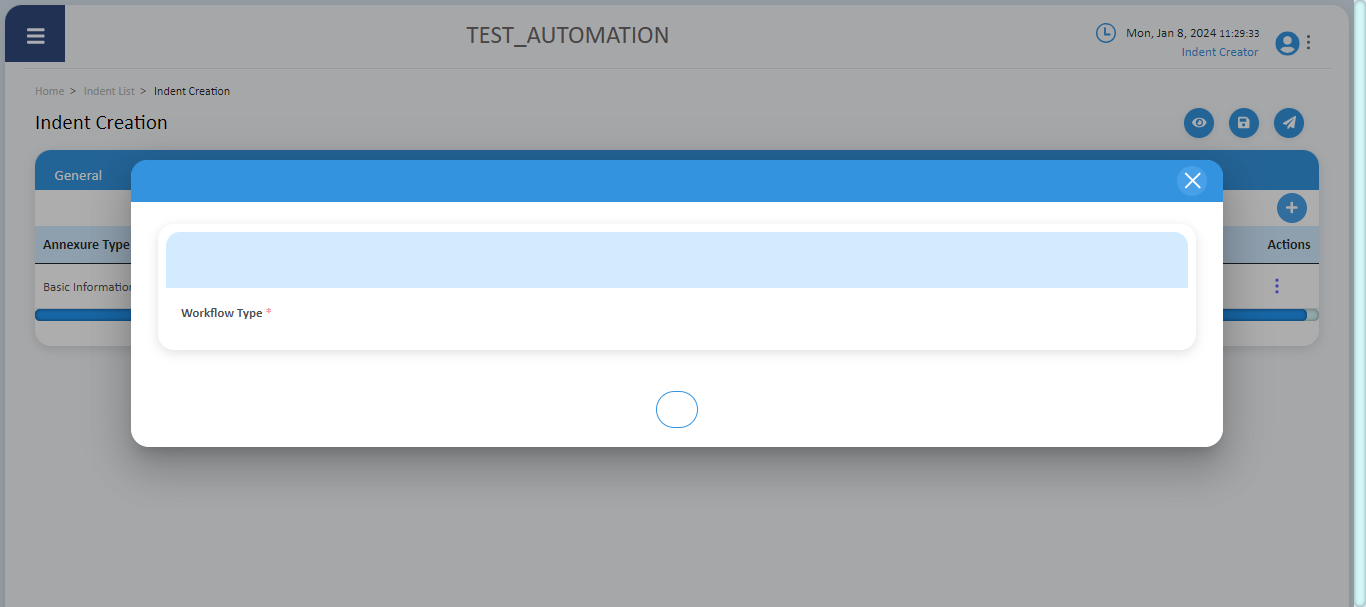 TEST_AUTOMATION
Mon, Jan 8, 2024 11:29:33
Indent Creator
Home > Indent List > Indent Creation
Indent Creation
General
Annexure Type
Actions
Basic Information
Workflow Type *